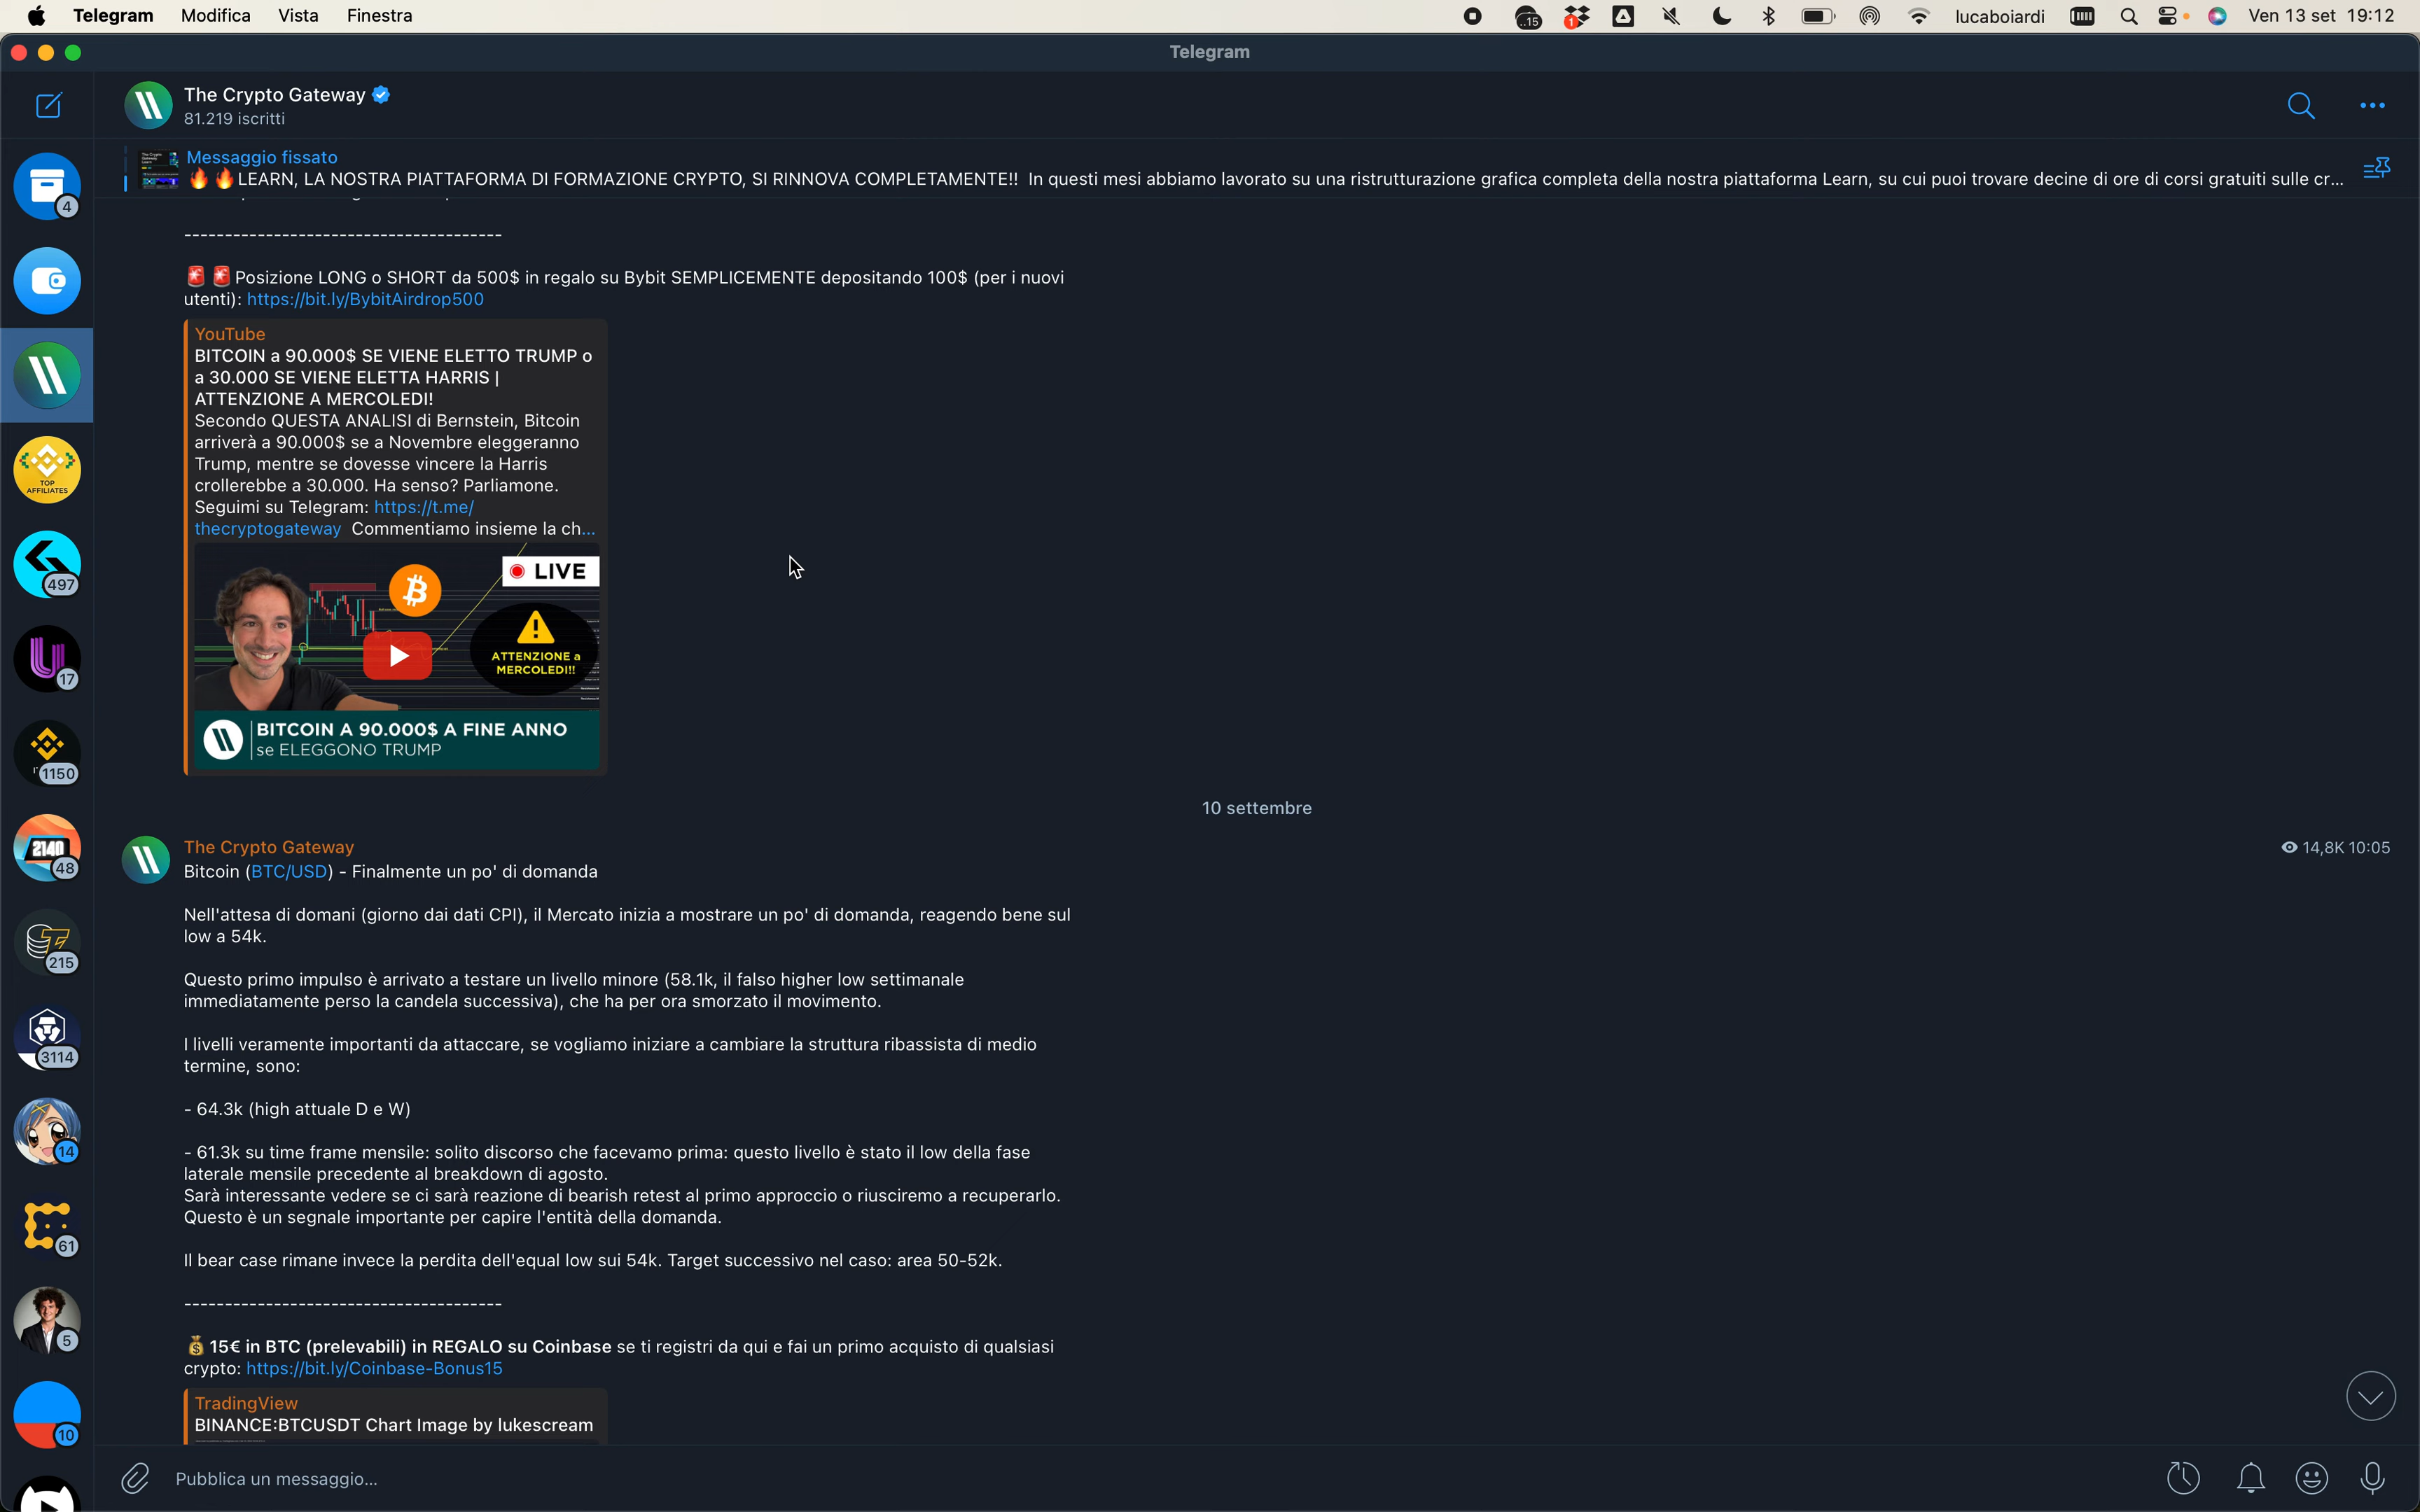 Telegram Modifica Vista Finestra
..15
1
lucaboiardi
Ven 13 set 19:12
Telegram
The Crypto Gateway
81.219 iscritti
Messaggio fissato
🔥🔥LEARN, LA NOSTRA PIATTAFORMA DI FORMAZIONE CRYPTO, SI RINNOVA COMPLETAMENTE!! In questi mesi abbiamo lavorato su una ristrutturazione grafica completa della nostra piattaforma Learn, su cui puoi trovare decine di ore di corsi gratuiti sulle cr...
4
TOP
AFFILIATES
497
17
1150
2140
48
215
3114
14
61
5
10
---------------------------------------
🚨 🚨 Posizione LONG o SHORT da 500$ in regalo su Bybit SEMPLICEMENTE depositando 100$ (per i nuovi
utenti): https://bit.ly/BybitAirdrop500
YouTube
BITCOIN a 90.000$ SE VIENE ELETTO TRUMP o
a 30.000 SE VIENE ELETTA HARRIS |
ATTENZIONE A MERCOLEDI!
Secondo QUESTA ANALISI di Bernstein, Bitcoin
arriverà a 90.000$ se a Novembre eleggeranno
Trump, mentre se dovesse vincere la Harris
crollerebbe a 30.000. Ha senso? Parliamone.
Seguimi su Telegram: https://t.me/
thecryptogateway Commentiamo insieme la ch...
LIVE
ATTENZIONE a
MERCOLEDI!!
BITCOIN A 90.000$ A FINE ANNO
se ELEGGONO TRUMP
10 settembre
The Crypto Gateway
14,8K 10:05
Bitcoin (BTC/USD) - Finalmente un po' di domanda
Nell'attesa di domani (giorno dai dati CPI), il Mercato inizia a mostrare un po' di domanda, reagendo bene sul
low a 54k.
Questo primo impulso è arrivato a testare un livello minore (58.1k, il falso higher low settimanale
immediatamente perso la candela successiva), che ha per ora smorzato il movimento.
I livelli veramente importanti da attaccare, se vogliamo iniziare a cambiare la struttura ribassista di medio
termine, sono:
- 64.3k (high attuale D e W)
- 61.3k su time frame mensile: solito discorso che facevamo prima: questo livello è stato il low della fase
laterale mensile precedente al breakdown di agosto.
Sarà interessante vedere se ci sarà reazione di bearish retest al primo approccio o riusciremo a recuperarlo.
Questo è un segnale importante per capire l'entità della domanda.
Il bear case rimane invece la perdita dell'equal low sui 54k. Target successivo nel caso: area 50-52k.
---------------------------------------
💰 15€ in BTC (prelevabili) in REGALO su Coinbase se ti registri da qui e fai un primo acquisto di qualsiasi
crypto: https://bit.ly/Coinbase-Bonus15
TradingView
BINANCE:BTCUSDT Chart Image by lukescream
Pubblica un messaggio...